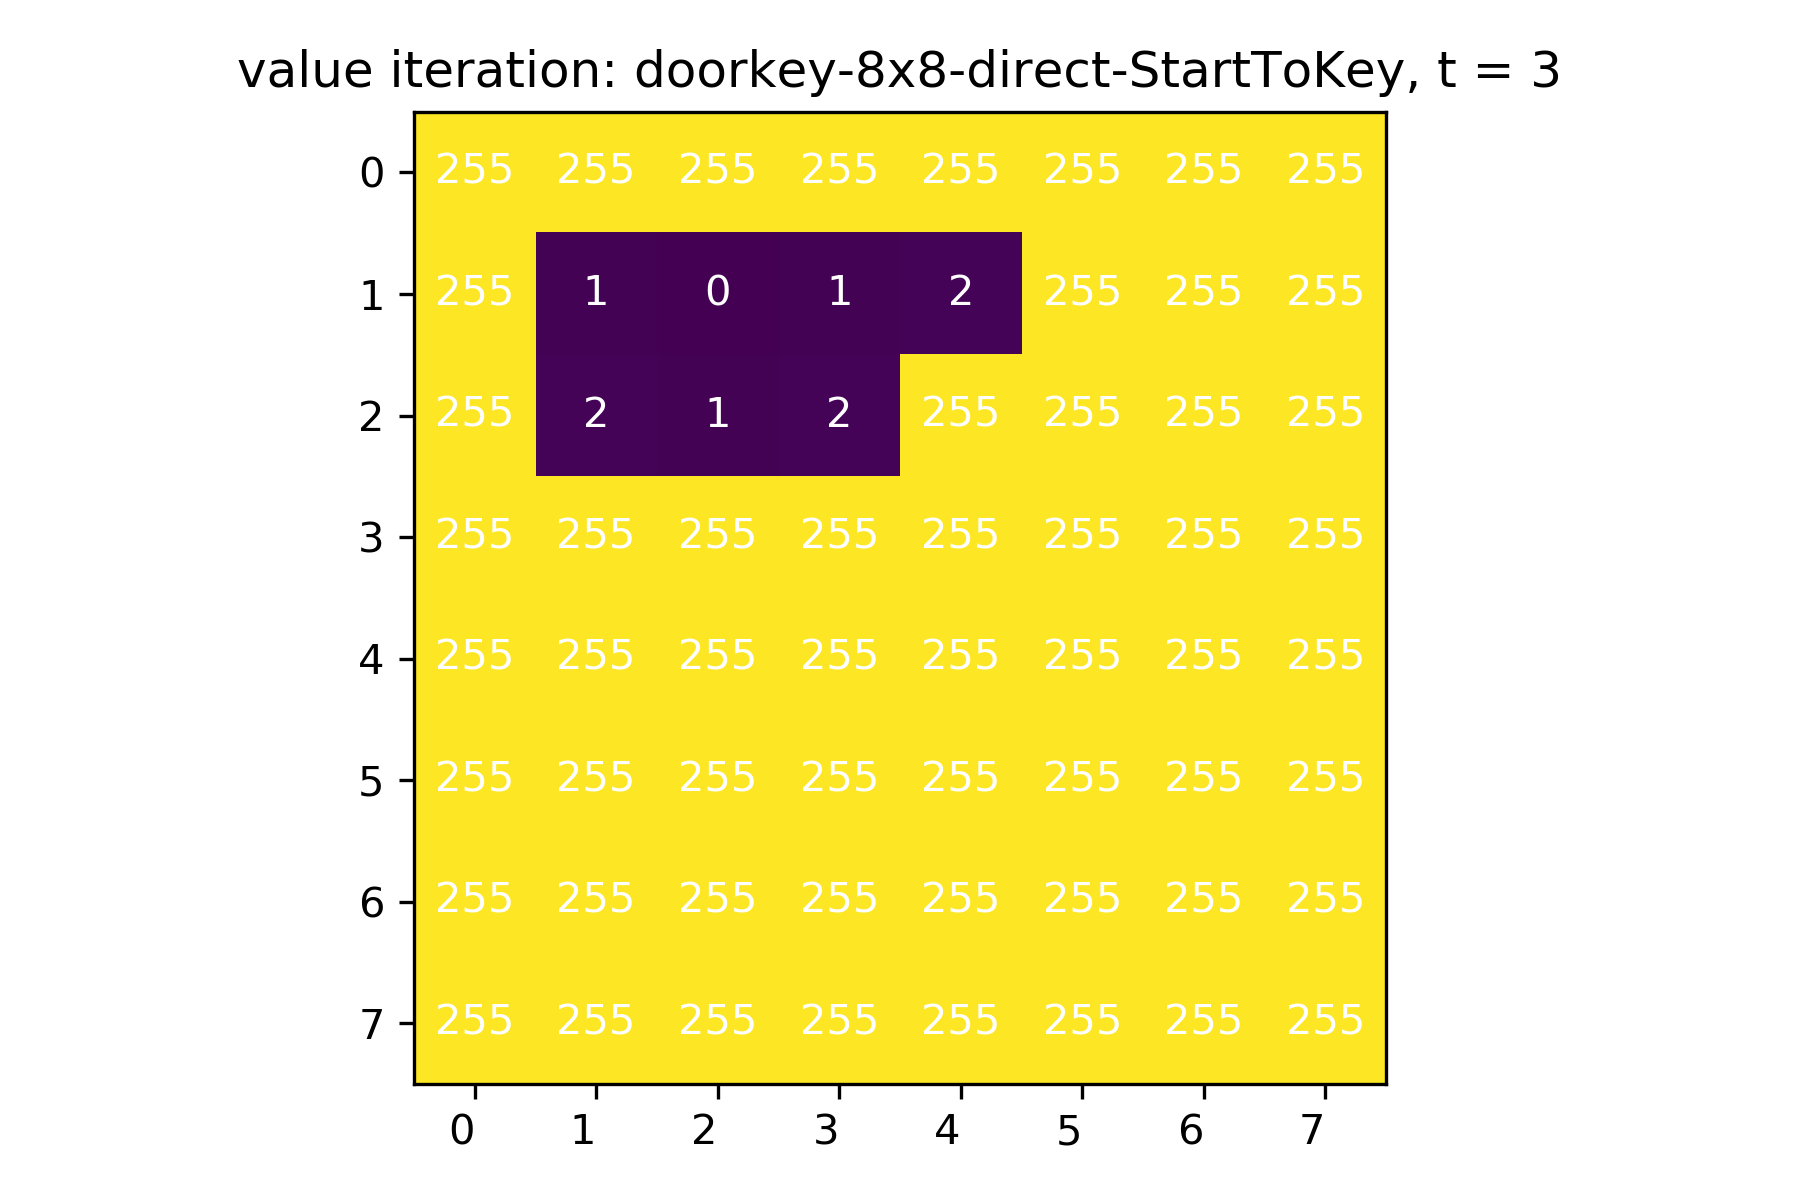 value iteration: doorkey-8x8-direct-StartToKey, t = 3
0 255 255 255 255 255 255 255 255
1 255 1 0 1 2 255 255 255
2 255 2 1 2 255 255 255 255
3 255 255 255 255 255 255 255 255
4 255 255 255 255 255 255 255 255
5 255 255 255 255 255 255 255 255
6 255 255 255 255 255 255 255 255
7 255 255 255 255 255 255 255 255
0 1 2 3 4 5 6 7